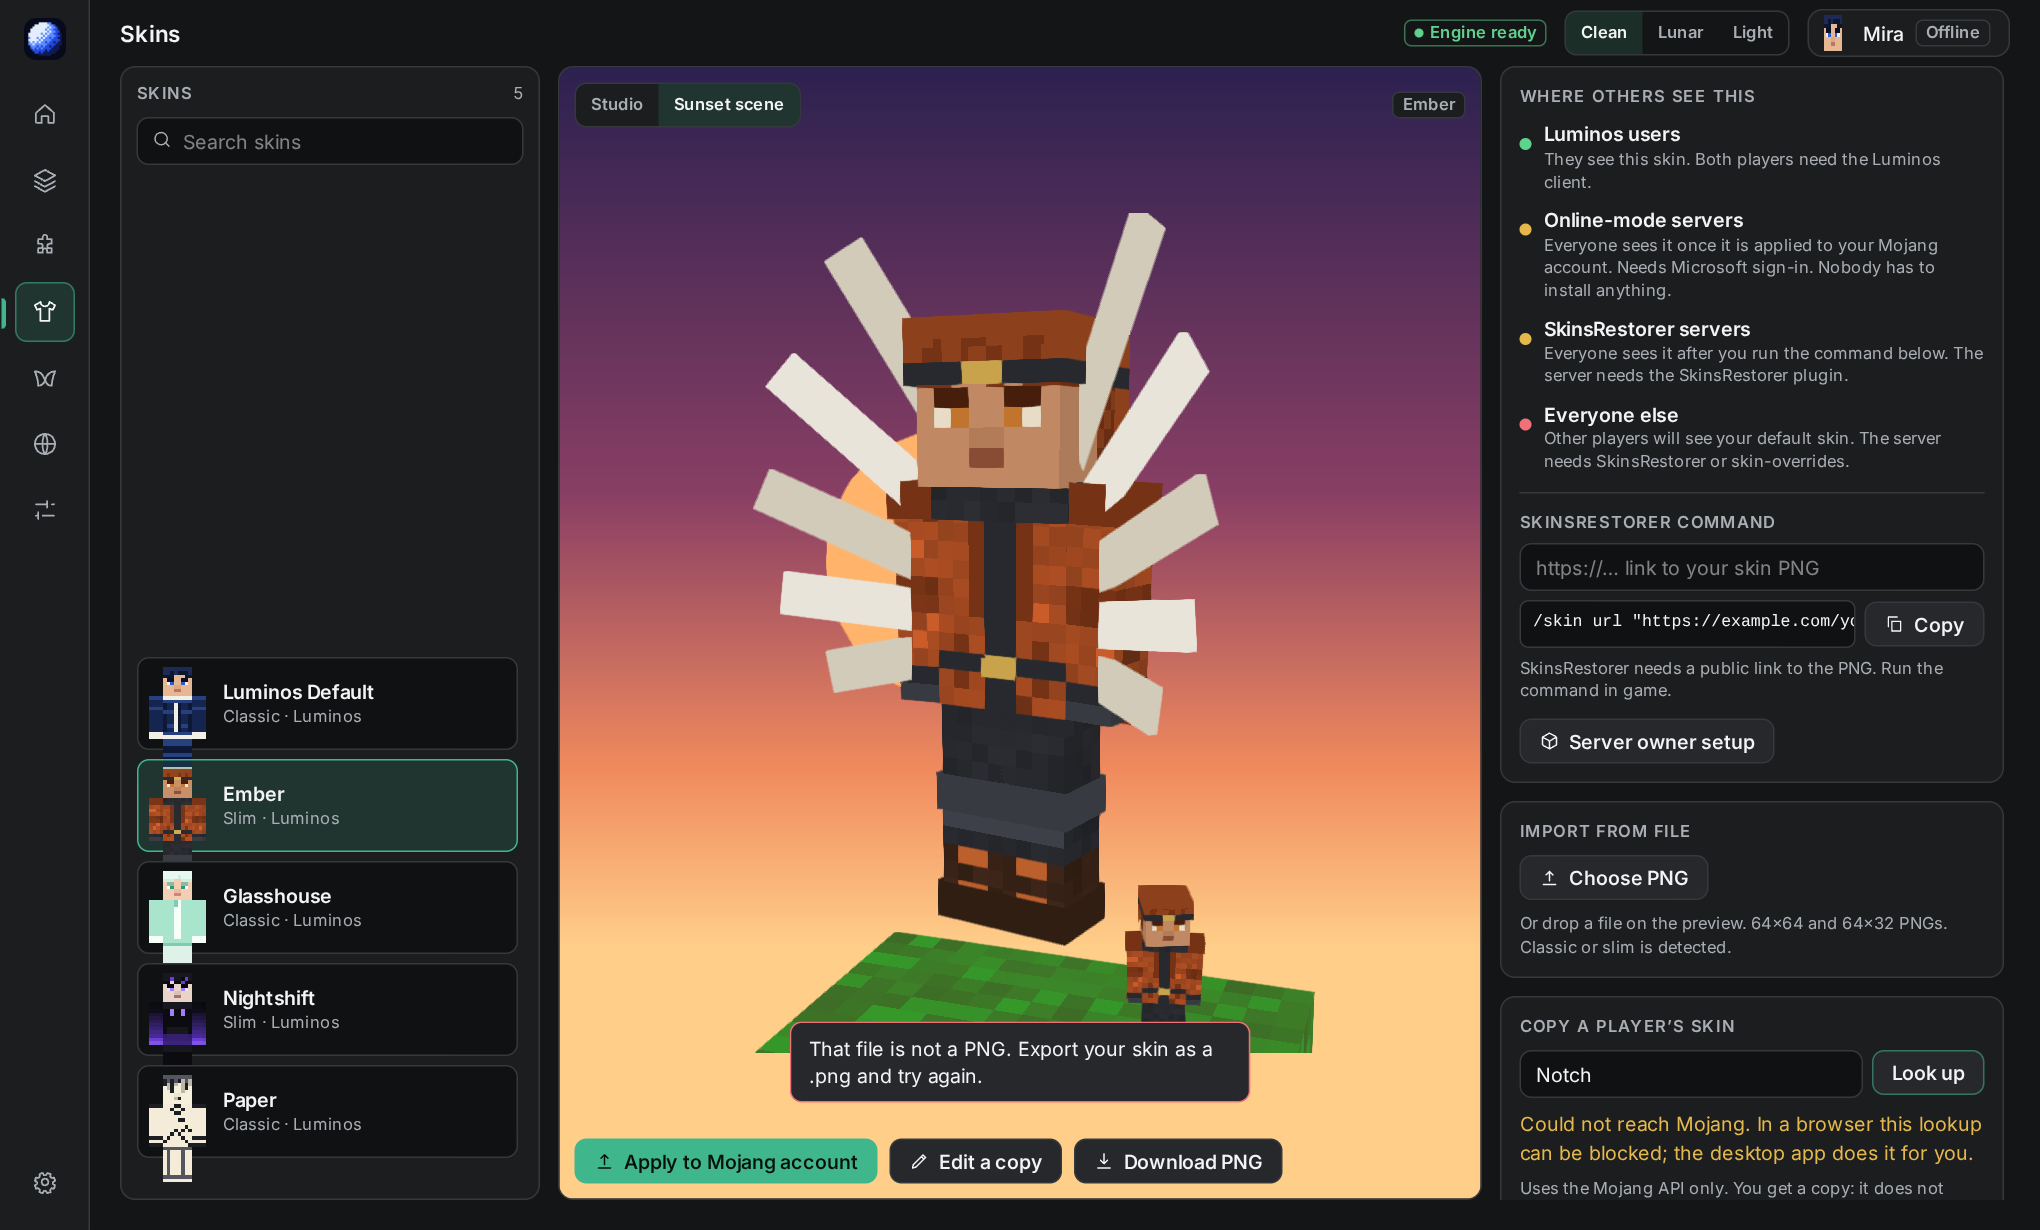 Skins
Engine ready
Clean
Lunar
Light
Mira
Offline
SKINS
5
Search skins
Luminos Default
Classic · Luminos
Ember
Slim · Luminos
Glasshouse
Classic · Luminos
Nightshift
Slim · Luminos
Paper
Classic · Luminos
Studio
Sunset scene
Ember
That file is not a PNG. Export your skin as a
.png and try again.
Apply to Mojang account
Edit a copy
Download PNG
WHERE OTHERS SEE THIS
Luminos users
They see this skin. Both players need the Luminos
client.
Online-mode servers
Everyone sees it once it is applied to your Mojang
account. Needs Microsoft sign-in. Nobody has to
install anything.
SkinsRestorer servers
Everyone sees it after you run the command below. The
server needs the SkinsRestorer plugin.
Everyone else
Other players will see your default skin. The server
needs SkinsRestorer or skin-overrides.
SKINSRESTORER COMMAND
https://... link to your skin PNG
/skin url "https://example.com/yo
Copy
SkinsRestorer needs a public link to the PNG. Run the
command in game.
Server owner setup
IMPORT FROM FILE
Choose PNG
Or drop a file on the preview. 64×64 and 64×32 PNGs.
Classic or slim is detected.
COPY A PLAYER’S SKIN
Notch
Look up
Could not reach Mojang. In a browser this lookup
can be blocked; the desktop app does it for you.
Uses the Mojang API only. You get a copy: it does not